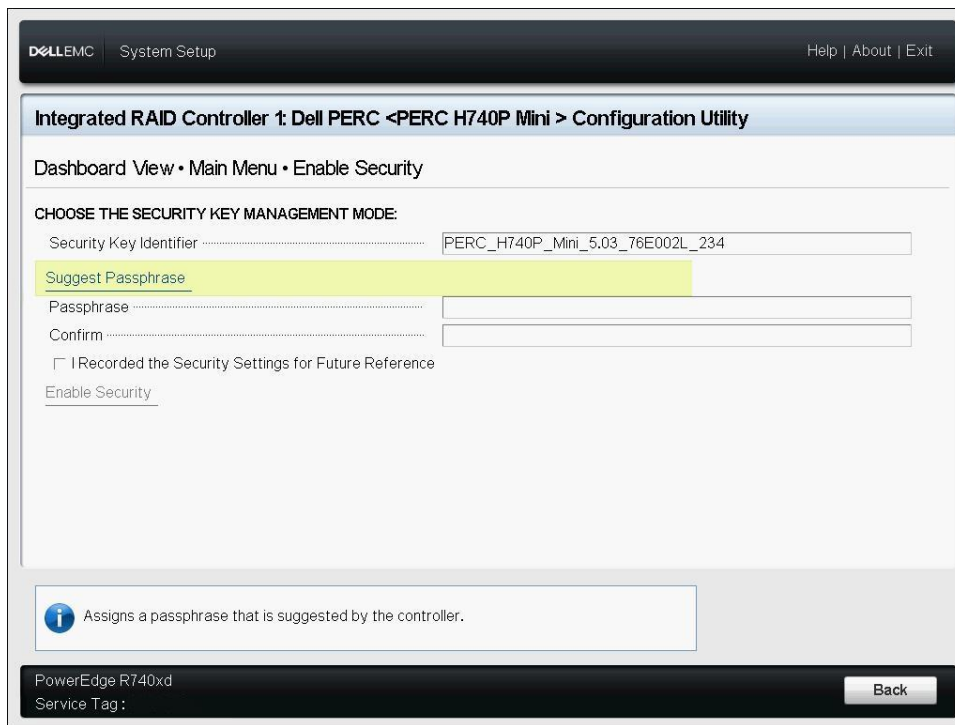 DELLEMC System Setup Help | About | Exit
Integrated RAID Controller 1: Dell PERC <PERC H740P Mini > Configuration Utility
Dashboard View • Main Menu • Enable Security
CHOOSE THE SECURITY KEY MANAGEMENT MODE:
Security Key Identifier PERC_H740P_Mini_5.03_76E002L_234
Suggest Passphrase
Passphrase
Confirm
I Recorded the Security Settings for Future Reference
Enable Security
Assigns a passphrase that is suggested by the controller.
PowerEdge R740xd
Service Tag :
Back